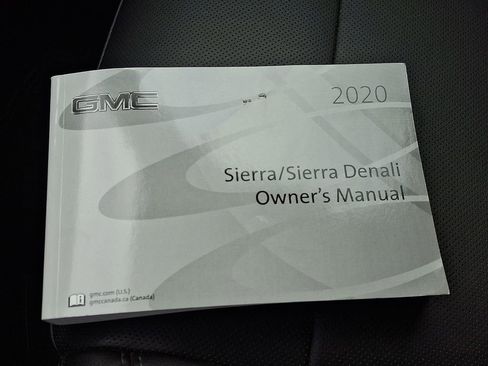 GMC
2020
Sierra/Sierra Denali
Owner's Manual
gmc.com (U.S.)
gmccanada.ca (Canada)